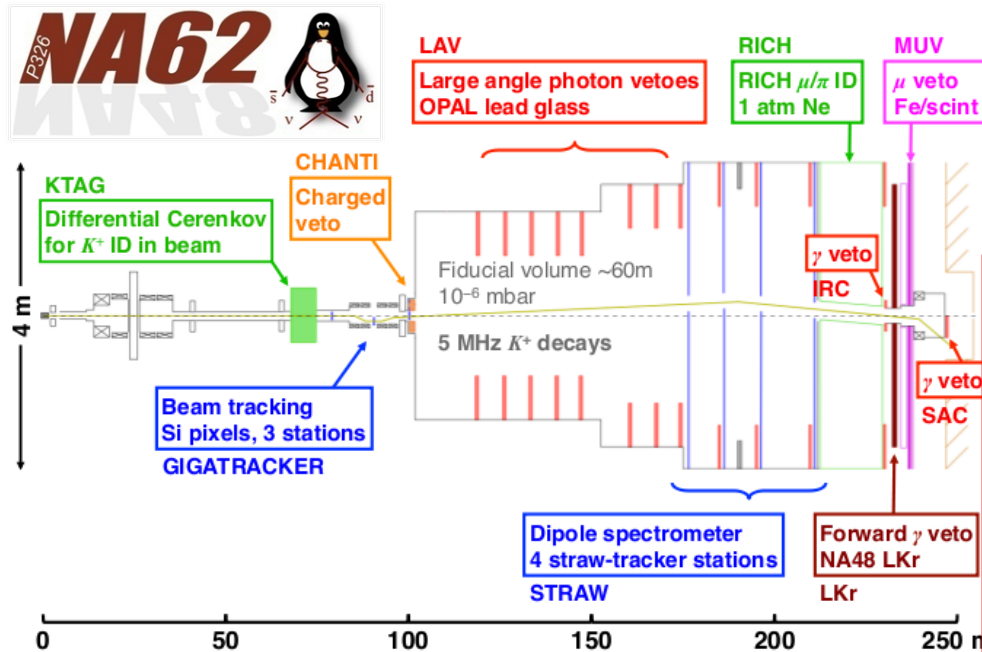 P326
NA62
s̄
d̄
ν
ν
LAV
Large angle photon vetoes
OPAL lead glass
RICH
RICH μ/π ID
1 atm Ne
MUV
μ veto
Fe/scint
CHANTI
Charged
veto
KTAG
Differential Cerenkov
for K⁺ ID in beam
Fiducial volume ~60m
10⁻⁶ mbar
5 MHz K⁺ decays
γ veto
IRC
4 m
Beam tracking
Si pixels, 3 stations
GIGATRACKER
γ veto
SAC
Dipole spectrometer
4 straw-tracker stations
STRAW
Forward γ veto
NA48 LKr
LKr
0
50
100
150
200
250 m